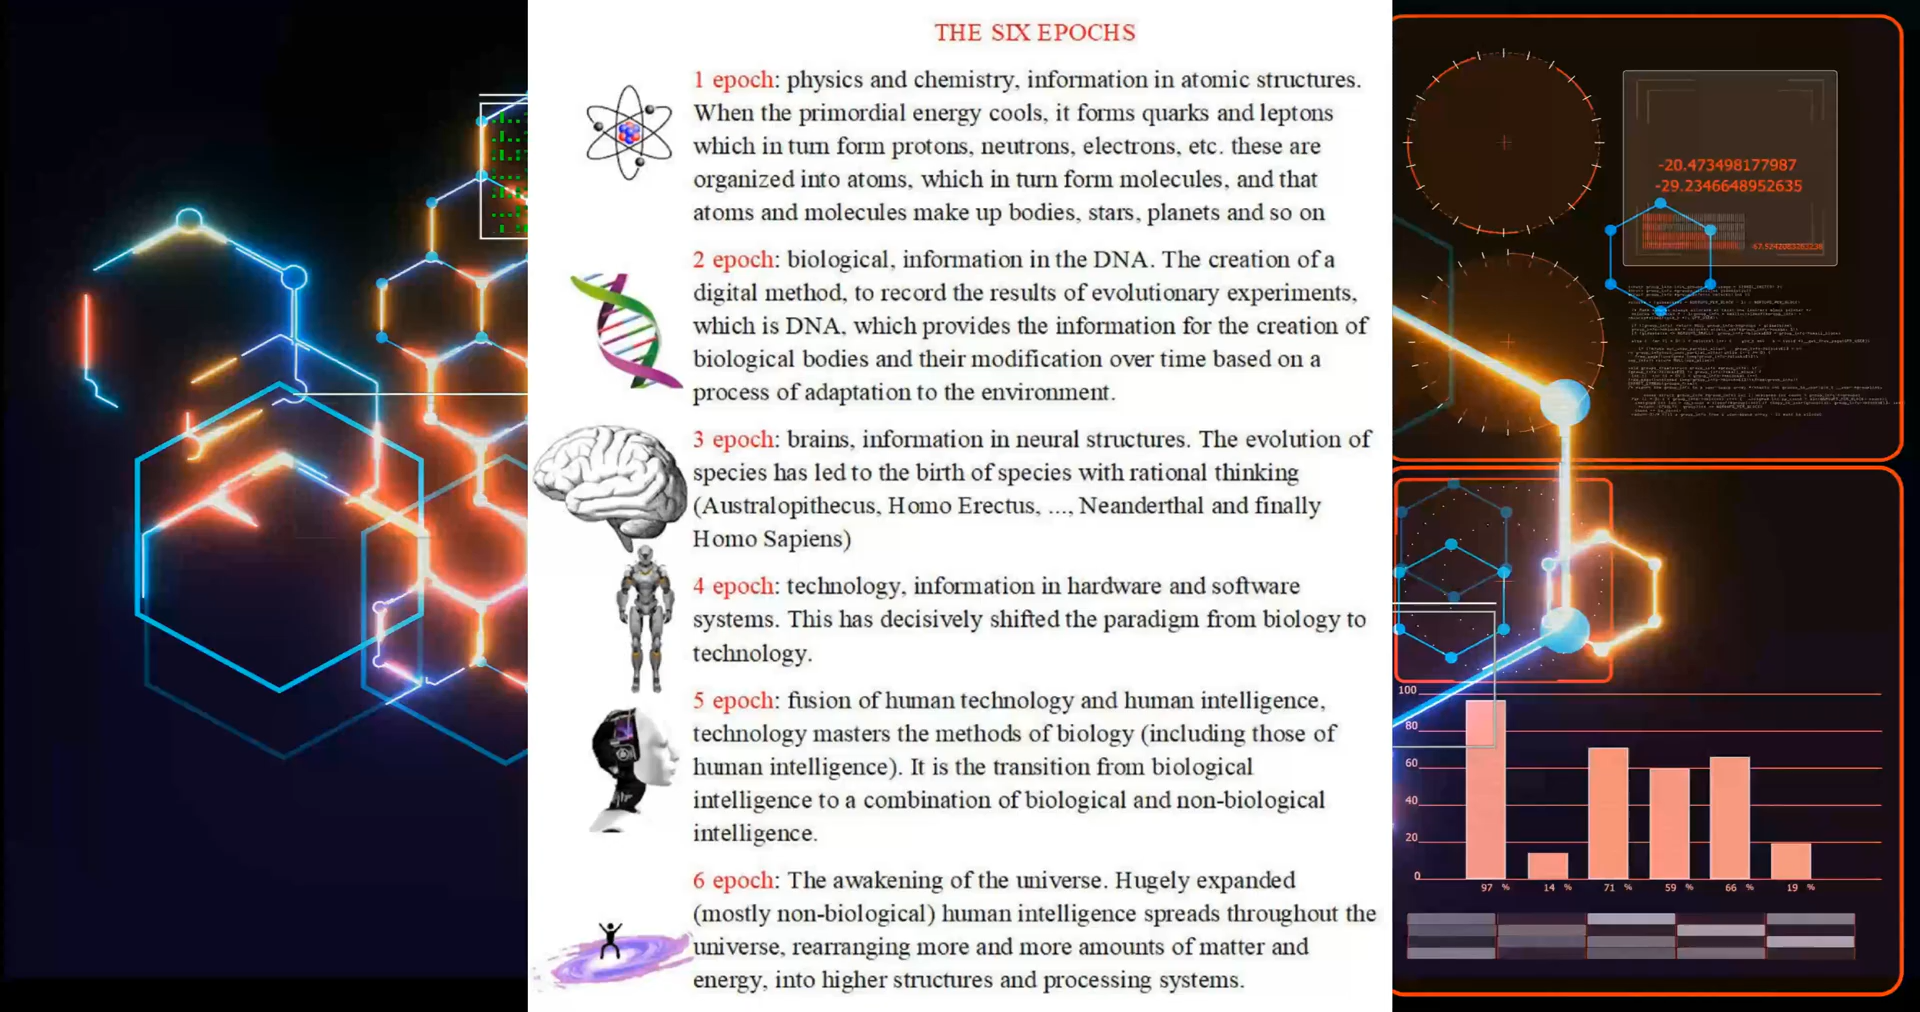 THE SIX EPOCHS
1 epoch: physics and chemistry, information in atomic structures.
When the primordial energy cools, it forms quarks and leptons
which in turn form protons, neutrons, electrons, etc. these are
organized into atoms, which in turn form molecules, and that
atoms and molecules make up bodies, stars, planets and so on
2 epoch: biological, information in the DNA. The creation of a
digital method, to record the results of evolutionary experiments,
which is DNA, which provides the information for the creation of
biological bodies and their modification over time based on a
process of adaptation to the environment.
3 epoch: brains, information in neural structures. The evolution of
species has led to the birth of species with rational thinking
(Australopithecus, Homo Erectus, ..., Neanderthal and finally
Homo Sapiens)
4 epoch: technology, information in hardware and software
systems. This has decisively shifted the paradigm from biology to
technology.
5 epoch: fusion of human technology and human intelligence,
technology masters the methods of biology (including those of
human intelligence). It is the transition from biological
intelligence to a combination of biological and non-biological
intelligence.
6 epoch: The awakening of the universe. Hugely expanded
(mostly non-biological) human intelligence spreads throughout the
universe, rearranging more and more amounts of matter and
energy, into higher structures and processing systems.
-20.473498177987
-29.2346648952635
100
80
60
40
20
0
97 % 14 % 71 % 59 % 66 % 19 %